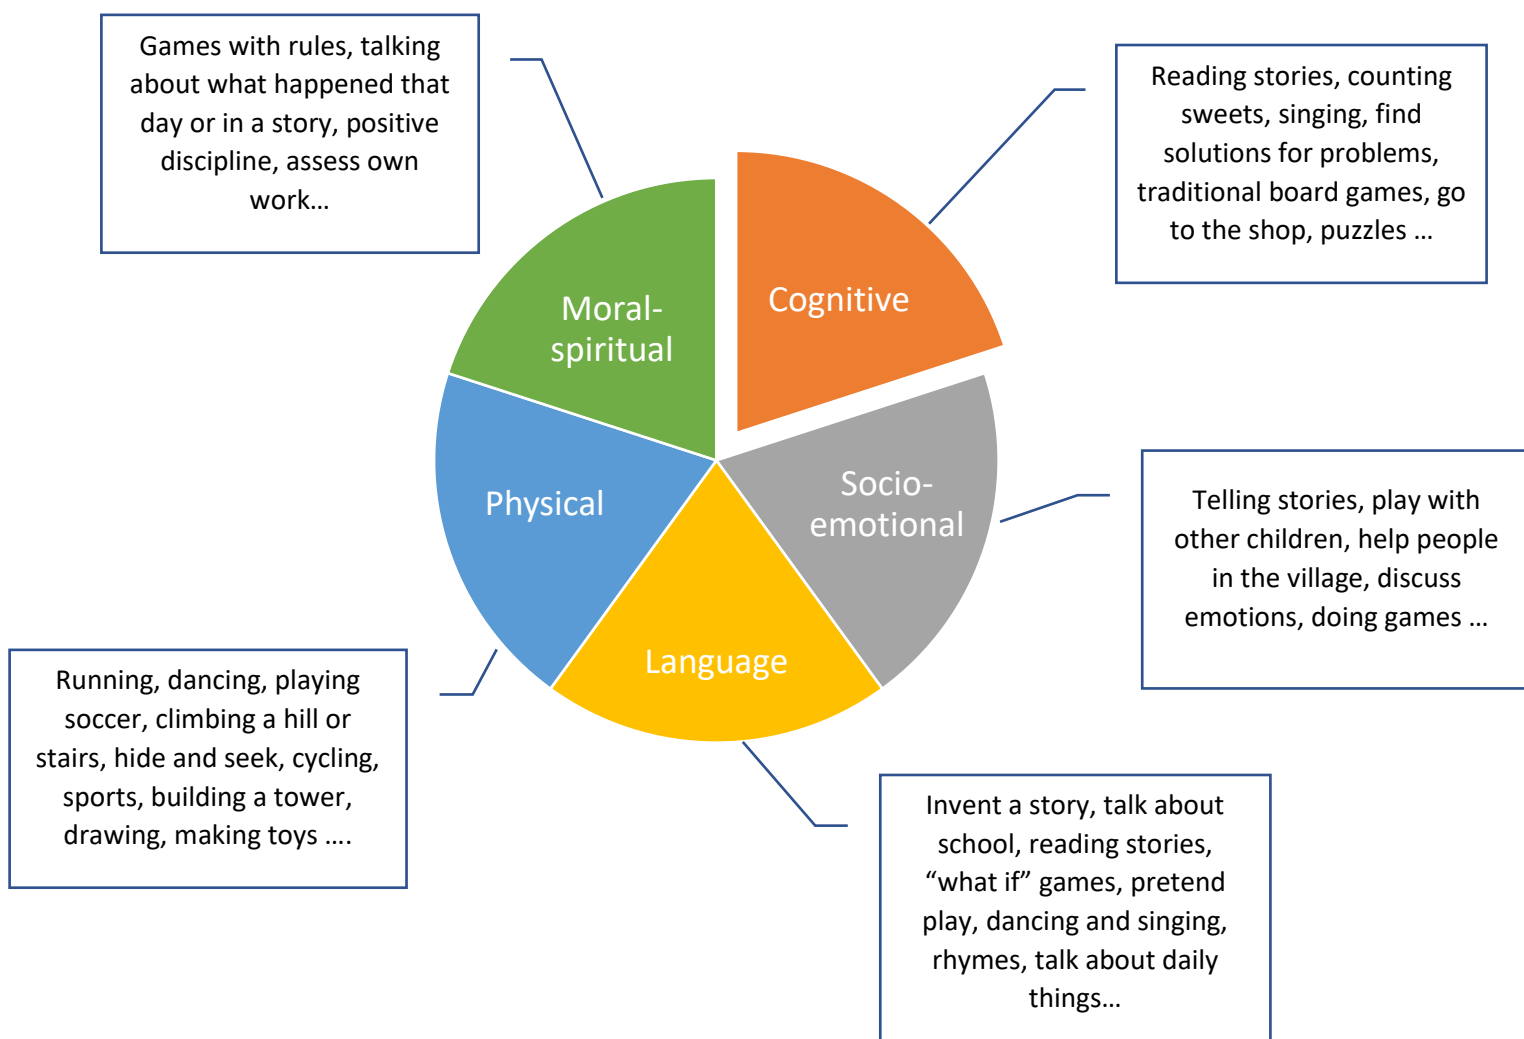 Games with rules, talking
about what happened that
day or in a story, positive
discipline, assess own
work…
Reading stories, counting
sweets, singing, find
solutions for problems,
traditional board games, go
to the shop, puzzles …
Cognitive
Moral-
spiritual
Physical
Socio-
emotional
Language
Telling stories, play with
other children, help people
in the village, discuss
emotions, doing games …
Running, dancing, playing
soccer, climbing a hill or
stairs, hide and seek, cycling,
sports, building a tower,
drawing, making toys ….
Invent a story, talk about
school, reading stories,
“what if” games, pretend
play, dancing and singing,
rhymes, talk about daily
things…